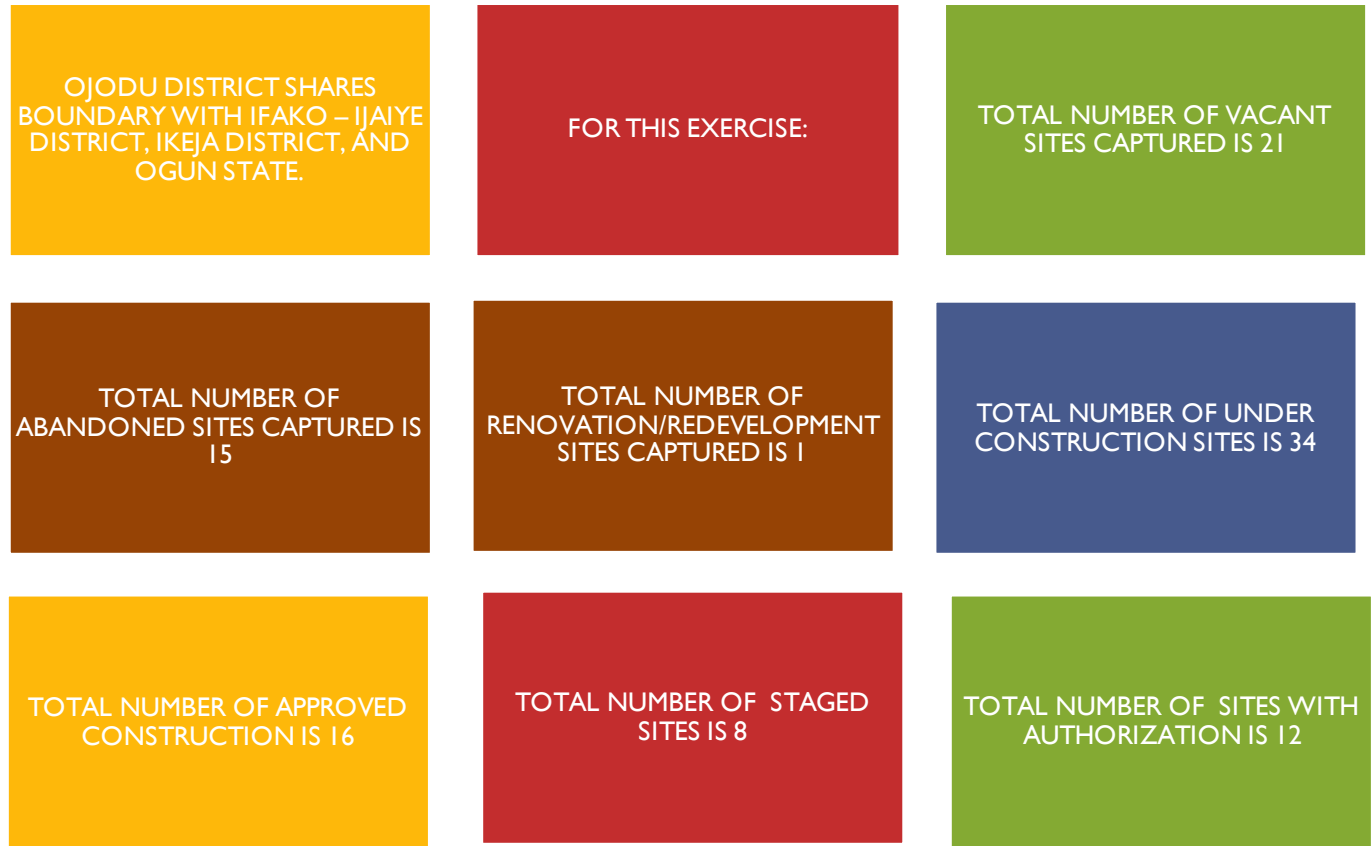 OJODU DISTRICT SHARES
BOUNDARY WITH IFAKO – IJAIYE
DISTRICT, IKEJA DISTRICT, AND
OGUN STATE.
FOR THIS EXERCISE:
TOTAL NUMBER OF VACANT
SITES CAPTURED IS 21
TOTAL NUMBER OF
ABANDONED SITES CAPTURED IS
15
TOTAL NUMBER OF
RENOVATION/REDEVELOPMENT
SITES CAPTURED IS 1
TOTAL NUMBER OF UNDER
CONSTRUCTION SITES IS 34
TOTAL NUMBER OF APPROVED
CONSTRUCTION IS 16
TOTAL NUMBER OF STAGED
SITES IS 8
TOTAL NUMBER OF SITES WITH
AUTHORIZATION IS 12